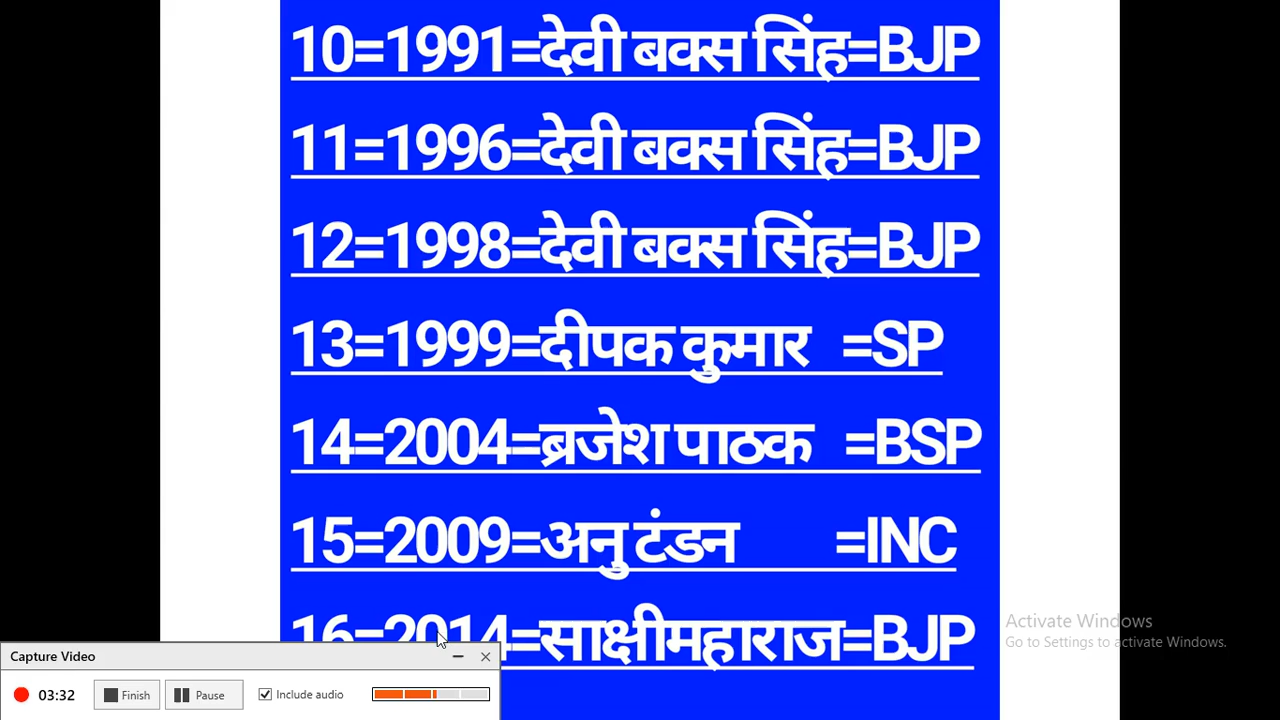 10=1991=देवी बक्स सिंह=BJP
11=1996=देवी बक्स सिंह=BJP
12=1998=देवी बक्स सिंह=BJP
13=1999=दीपक कुमार =SP
14=2004=ब्रजेश पाठक =BSP
15=2009=अनु टंडन =INC
16=2014=साक्षीमहाराज=BJP
Activate Windows
Go to Settings to activate Windows.
Capture Video
03:32 Finish Pause Include audio